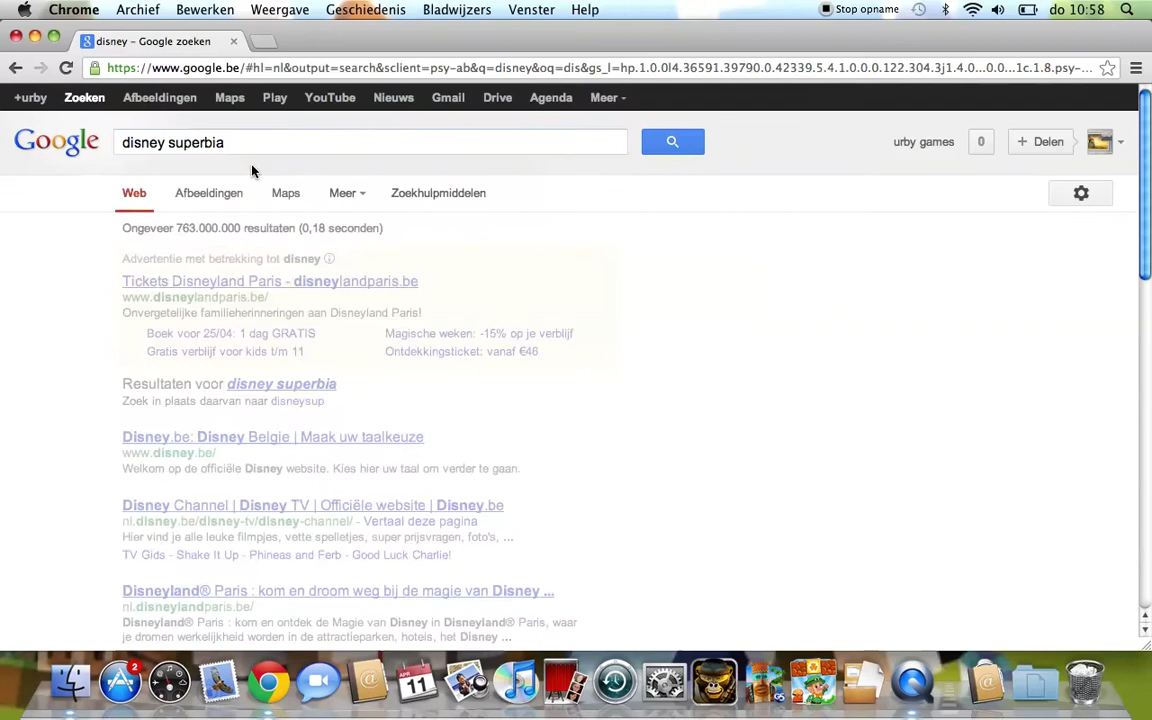 Chrome Archief Bewerken Weergave Geschiedenis Bladwijzers Venster Help Stop opname do 10:58
disney – Google zoeken
https://www.google.be/#hl=nl&output=search&sclient=psy-ab&q=disney&oq=dis&gs_l=hp.1.0.0l4.36591.39790.0.42339.5.4.1.0.0.0.122.304.3j1.4.0...0.0...1c.1.8.psy-...
+urby Zoeken Afbeeldingen Maps Play YouTube Nieuws Gmail Drive Agenda Meer
Google disney superbia urby games 0 + Delen
Web Afbeeldingen Maps Meer Zoekhulpmiddelen
Ongeveer 763.000.000 resultaten (0,18 seconden)
Advertentie met betrekking tot disney
Tickets Disneyland Paris - disneylandparis.be
www.disneylandparis.be/
Onvergetelijke familieherinneringen aan Disneyland Paris!
Boek voor 25/04: 1 dag GRATIS Magische weken: -15% op je verblijf
Gratis verblijf voor kids t/m 11 Ontdekkingsticket: vanaf €46
Resultaten voor disney superbia
Zoek in plaats daarvan naar disneysup
Disney.be: Disney Belgie | Maak uw taalkeuze
www.disney.be/
Welkom op de officiële Disney website. Kies hier uw taal om verder te gaan.
Disney Channel | Disney TV | Officiële website | Disney.be
nl.disney.be/disney-tv/disney-channel/ - Vertaal deze pagina
Hier vind je alle leuke filmpjes, vette spelletjes, super prijsvragen, foto's, ...
TV Gids - Shake It Up - Phineas and Ferb - Good Luck Charlie!
Disneyland® Paris : kom en droom weg bij de magie van Disney ...
nl.disneylandparis.be/
Disneyland® Paris : kom en ontdek de Magie van Disney in Disneyland® Paris, waar
je dromen werkelijkheid worden in de attractieparken, hotels, het Disney ...
2
11